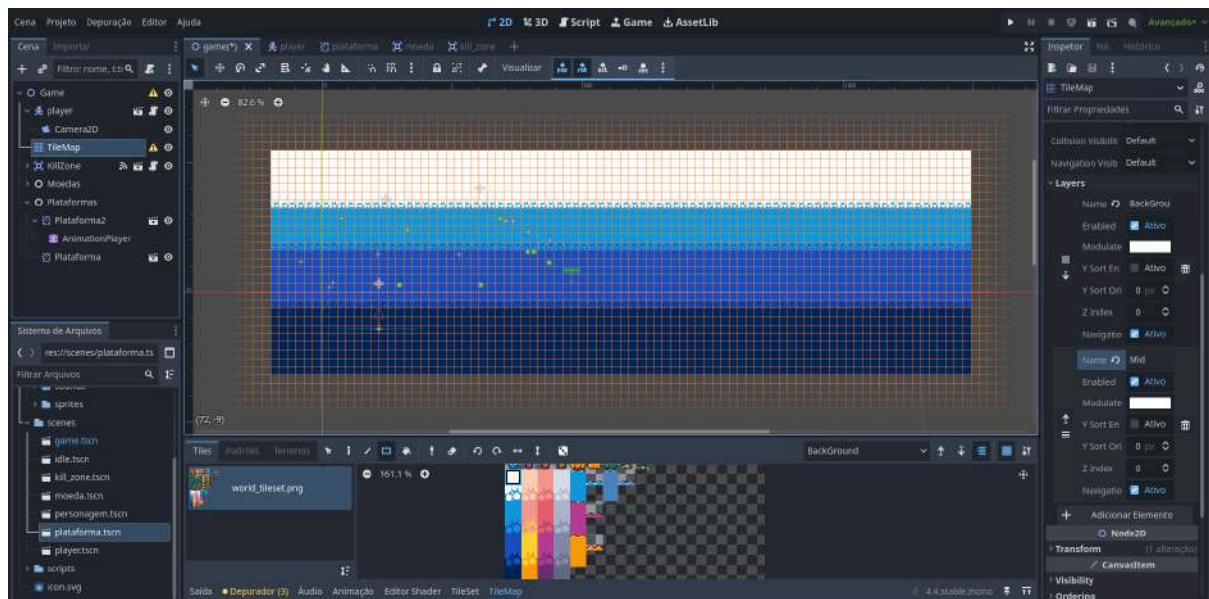 Cena Projeto Depuração Editor Ajuda
2D 3D Script Game AssetLib
Avançado+
Cena Importar
game(*) player plataforma moeda kill_zone
Inspetor Nó Histórico
Filtro: nome, t:ti
Visualizar
82.6 %
TileMap
Filtrar Propriedades
Game
player
Camera2D
TileMap
KillZone
Moedas
Plataformas
Plataforma2
AnimationPlayer
Plataforma
Collision Visibilit Default
Navigation Visib Default
Layers
Name BackGrou
Enabled Ativo
Modulate
Y Sort En Ativo
Y Sort Ori 0 px
Z Index 0
Navigatio Ativo
Name Mid
Enabled Ativo
Modulate
Y Sort En Ativo
Y Sort Ori 0 px
Z Index 0
Navigatio Ativo
Adicionar Elemento
Node2D
Transform (1 alteração)
CanvasItem
Visibility
Ordering
Sistema de Arquivos
res://scenes/plataforma.ts
Filtrar Arquivos
sounds
sprites
scenes
game.tscn
idle.tscn
kill_zone.tscn
moeda.tscn
personagem.tscn
plataforma.tscn
player.tscn
scripts
icon.svg
(72, -9)
Tiles Padrões Terrenos
BackGround
world_tileset.png
161.1 %
Saída Depurador (3) Áudio Animação Editor Shader TileSet TileMap
4.4.stable.mono